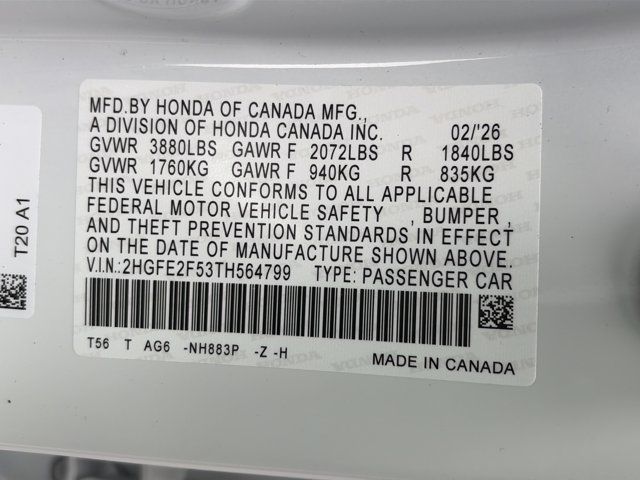 MFD.BY HONDA OF CANADA MFG.,
A DIVISION OF HONDA CANADA INC. 02/'26
GVWR 3880LBS GAWR F 2072LBS R 1840LBS
GVWR 1760KG GAWR F 940KG R 835KG
THIS VEHICLE CONFORMS TO ALL APPLICABLE
FEDERAL MOTOR VEHICLE SAFETY , BUMPER ,
AND THEFT PREVENTION STANDARDS IN EFFECT
ON THE DATE OF MANUFACTURE SHOWN ABOVE.
V.I.N.:2HGFE2F53TH564799 TYPE: PASSENGER CAR
T56 T AG6 -NH883P -Z -H
MADE IN CANADA
T20 A1